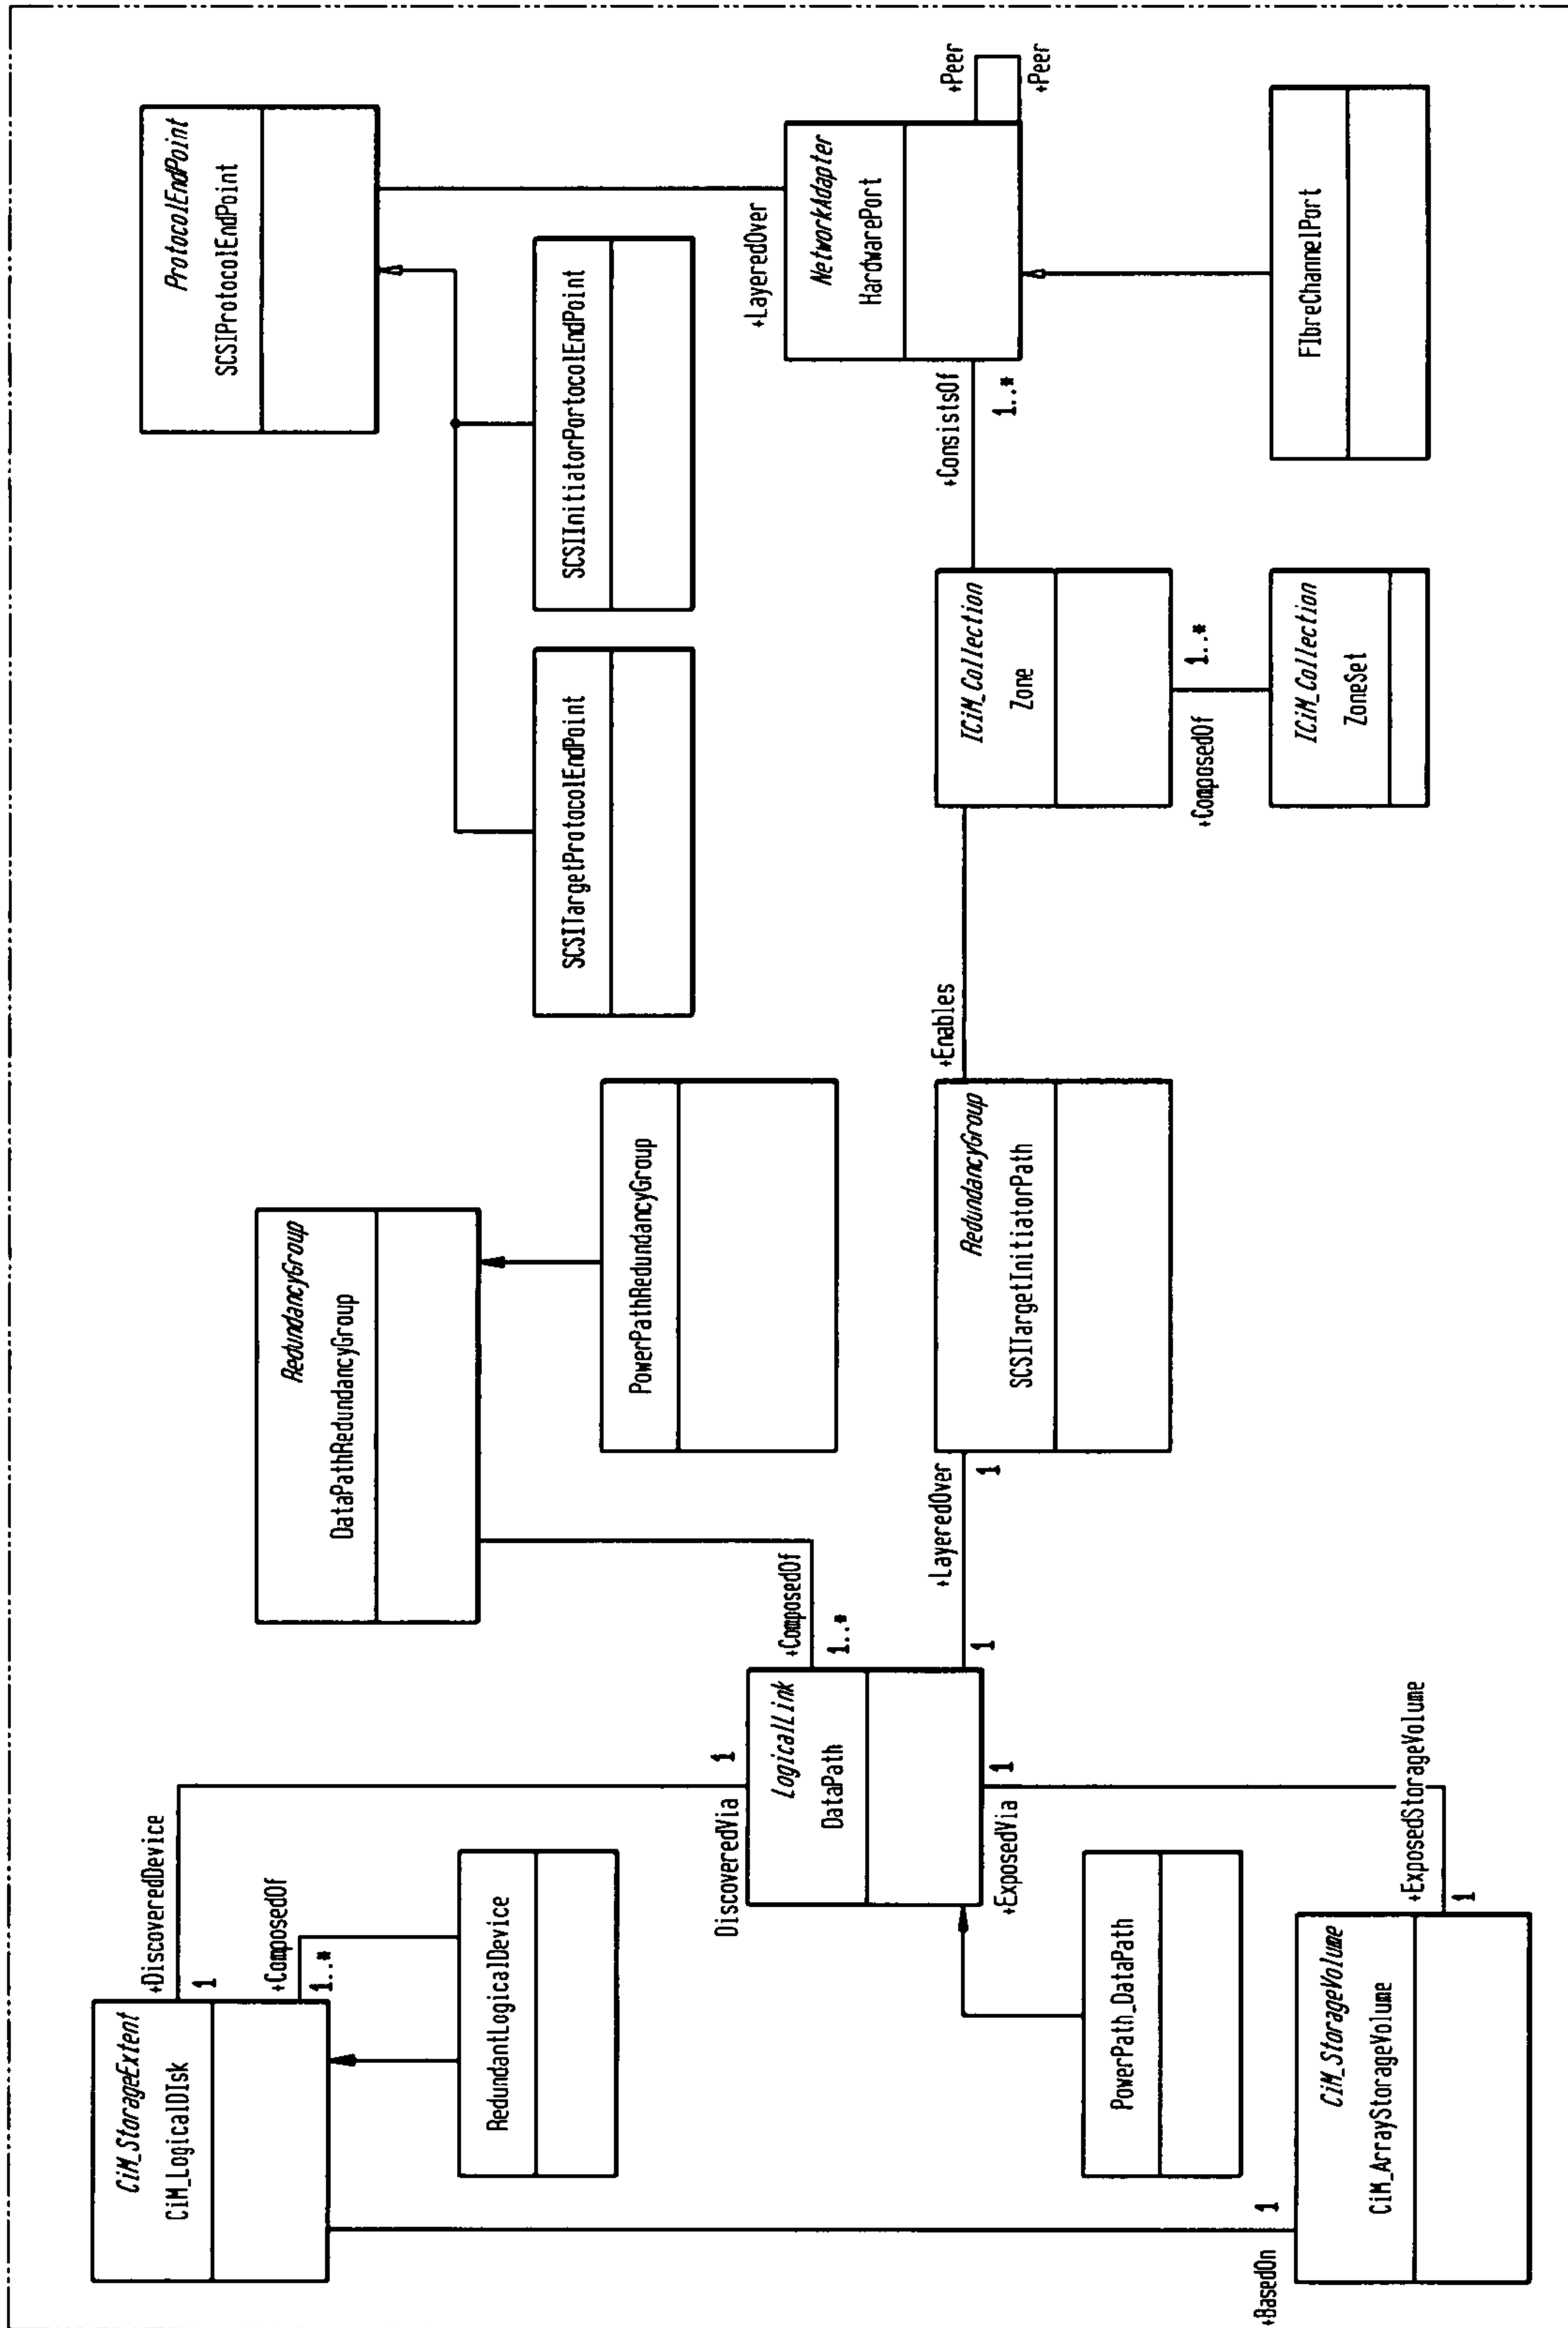 CiM_StorageExtent
CiM_LogicalDIsk
+DiscoveredDevice
1
+ComposedOf
1..*
RedundantLogicalDevice
RedundancyGroup
DataPathRedundancyGroup
PowerPathRedundancyGroup
ProtocolEndPoint
SCSIProtocolEndPoint
SCSITargetProtocolEndPoint
SCSIInitiatorPortocolEndPoint
DiscoveredVia
1
+ComposedOf
1..*
LogicalLink
DataPath
1
+LayeredOver
1
RedundancyGroup
SCSITargetInitiatorPath
+Enables
ICiM_Collection
Zone
+ConsistsOf
1..*
+LayeredOver
NetworkAdapter
HardwarePort
+Peer
+Peer
+ExposedVia
1
PowerPath_DataPath
+BasedOn
1
CiM_StorageVolume
CiM_ArrayStorageVolume
+ExposedStorageVolume
1
+ComposedOf
1..*
ICiM_Collection
ZoneSet
FIbreChannelPort